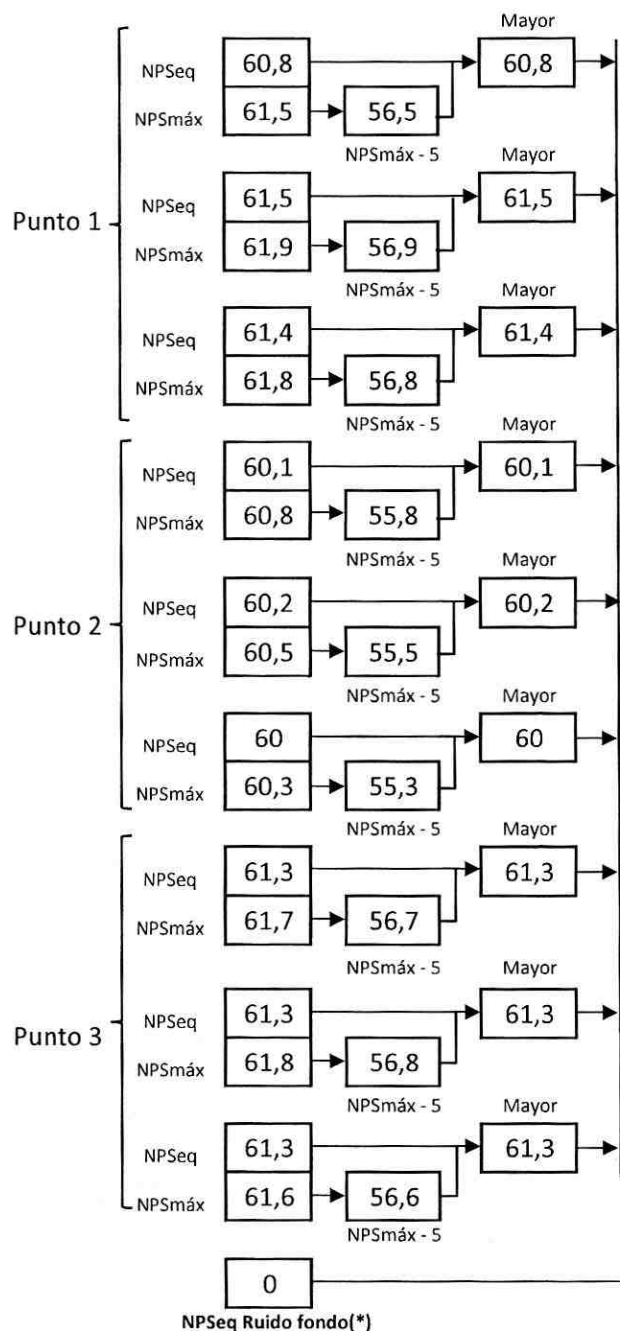 Mayor
NPSeq 60,8 60,8
NPSmáx 61,5 56,5
NPSmáx - 5
Mayor
Punto 1
NPSeq 61,5 61,5
NPSmáx 61,9 56,9
NPSmáx - 5
Mayor
NPSeq 61,4 61,4
NPSmáx 61,8 56,8
NPSmáx - 5
Mayor
NPSeq 60,1 60,1
NPSmáx 60,8 55,8
NPSmáx - 5
Mayor
Punto 2
NPSeq 60,2 60,2
NPSmáx 60,5 55,5
NPSmáx - 5
Mayor
NPSeq 60 60
NPSmáx 60,3 55,3
NPSmáx - 5
Mayor
NPSeq 61,3 61,3
NPSmáx 61,7 56,7
NPSmáx - 5
Mayor
Punto 3
NPSeq 61,3 61,3
NPSmáx 61,8 56,8
NPSmáx - 5
Mayor
NPSeq 61,3 61,3
NPSmáx 61,6 56,6
NPSmáx - 5
0
NPSeq Ruido fondo(*)